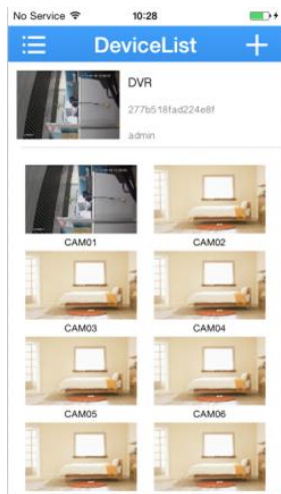 No Service 10:28
DeviceList
DVR
277b518fad224e8f
admin
CAM01 CAM02
CAM03 CAM04
CAM05 CAM06